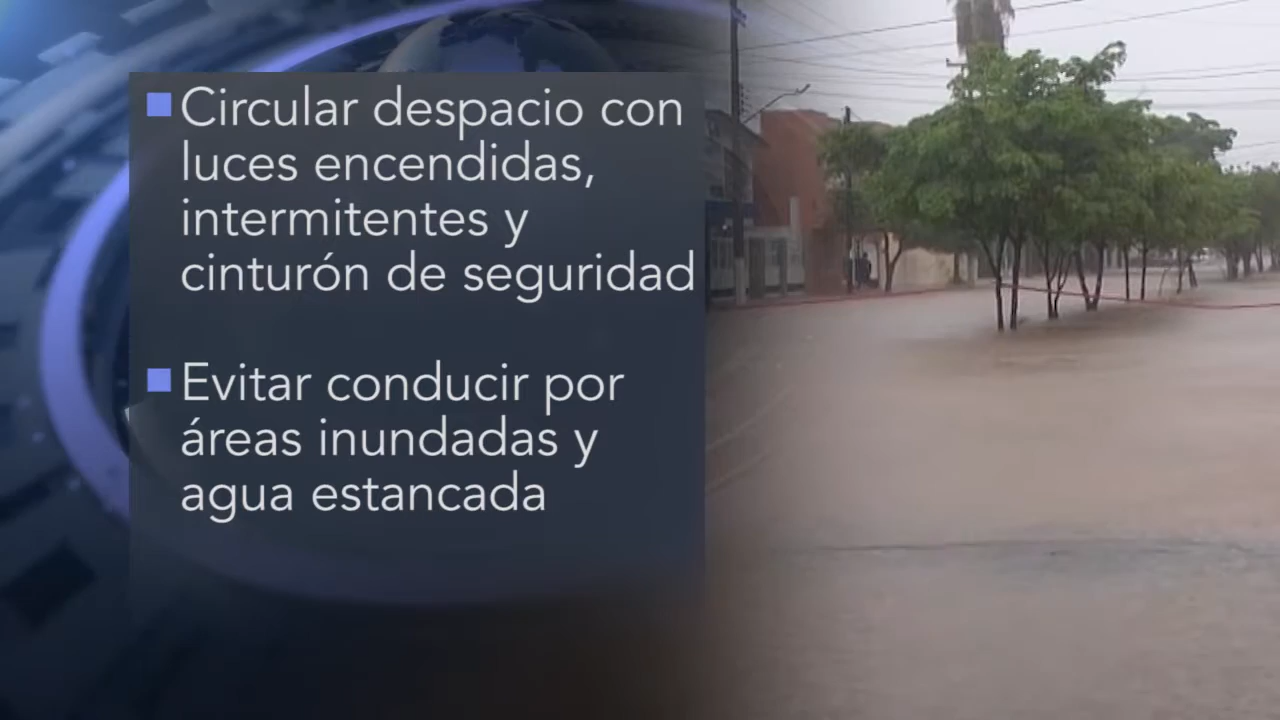 Circular despacio con
luces encendidas,
intermitentes y
cinturón de seguridad
Evitar conducir por
áreas inundadas y
agua estancada